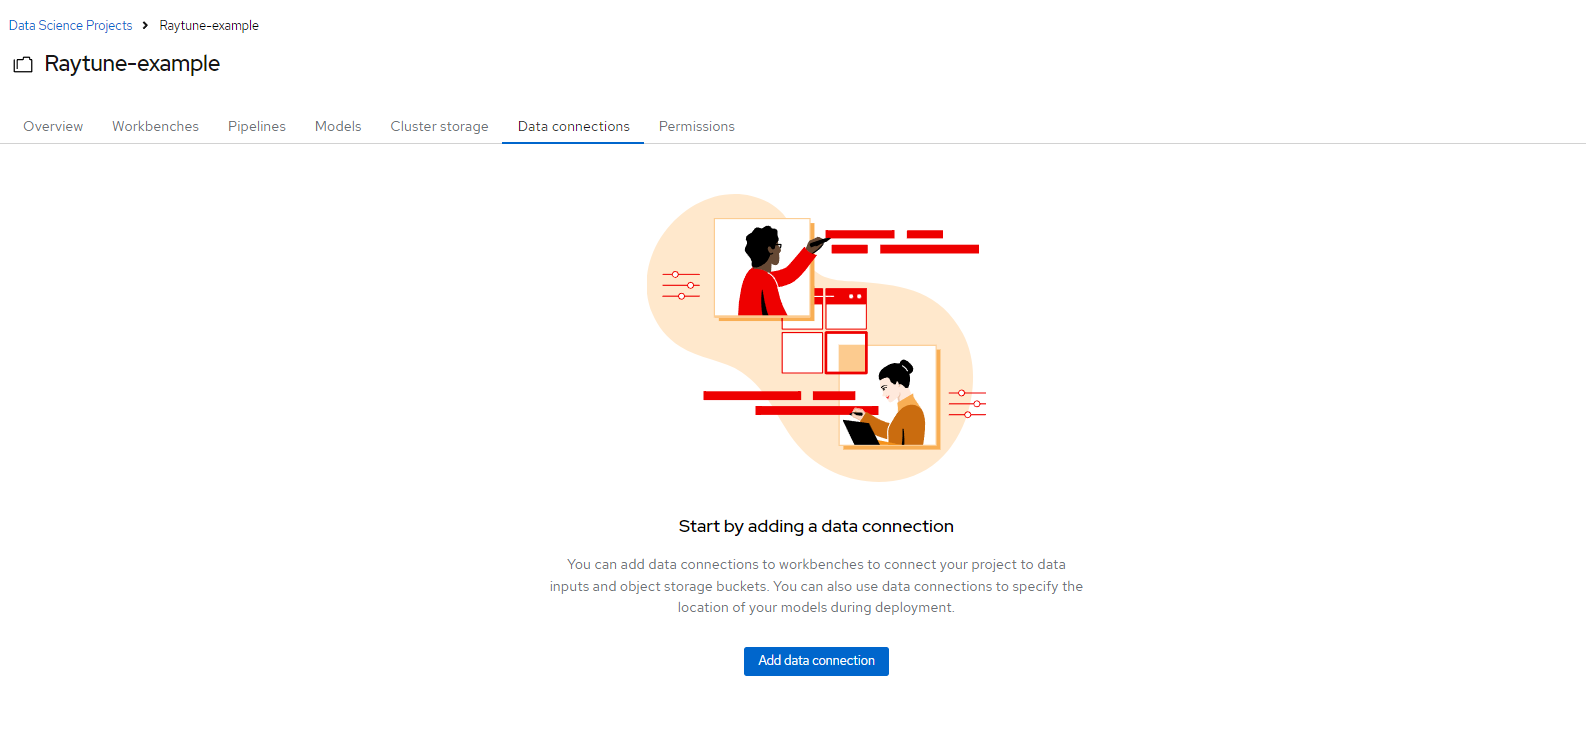 Data Science Projects > Raytune-example
Raytune-example
Overview Workbenches Pipelines Models Cluster storage Data connections Permissions
Start by adding a data connection
You can add data connections to workbenches to connect your project to data
inputs and object storage buckets. You can also use data connections to specify the
location of your models during deployment.
Add data connection